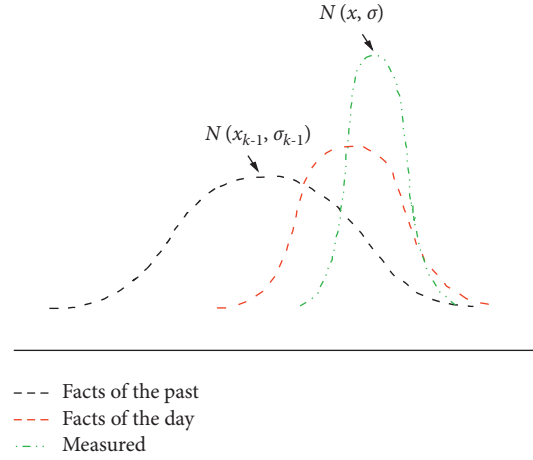 N (x, σ)
N (xk-1, σk-1)
Facts of the past
Facts of the day
Measured